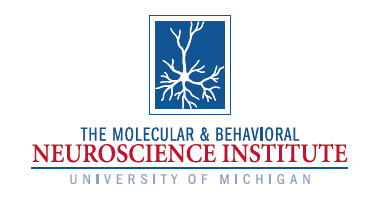 THE MOLECULAR & BEHAVIORAL
NEUROSCIENCE INSTITUTE
UNIVERSITY OF MICHIGAN